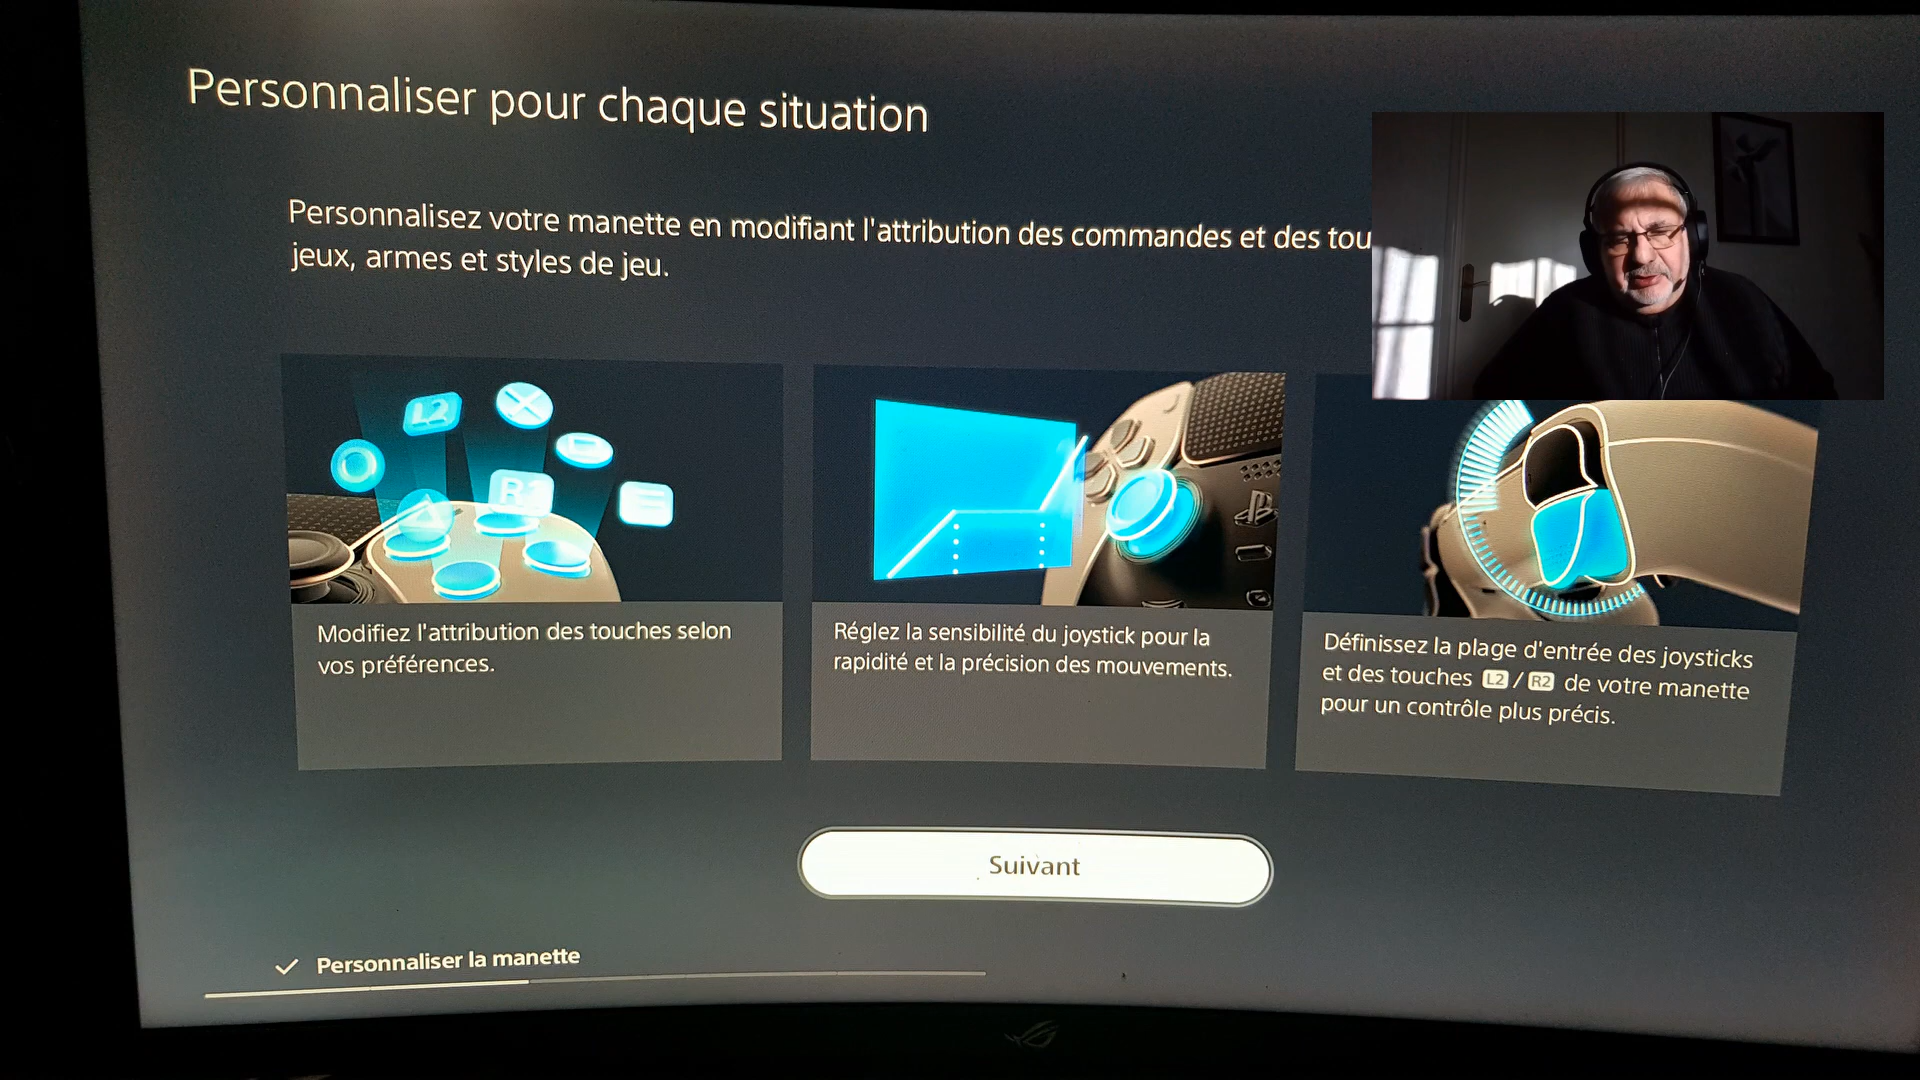 Personnaliser pour chaque situation
Personnalisez votre manette en modifiant l'attribution des commandes et des
jeux, armes et styles de jeu.
L2
R1
Modifiez l'attribution des touches selon
vos préférences.
Réglez la sensibilité du joystick pour la
rapidité et la précision des mouvements.
Définissez la plage d'entrée des joysticks
et des touches L2 / R2 de votre manette
pour un contrôle plus précis.
Suivant
Personnaliser la manette